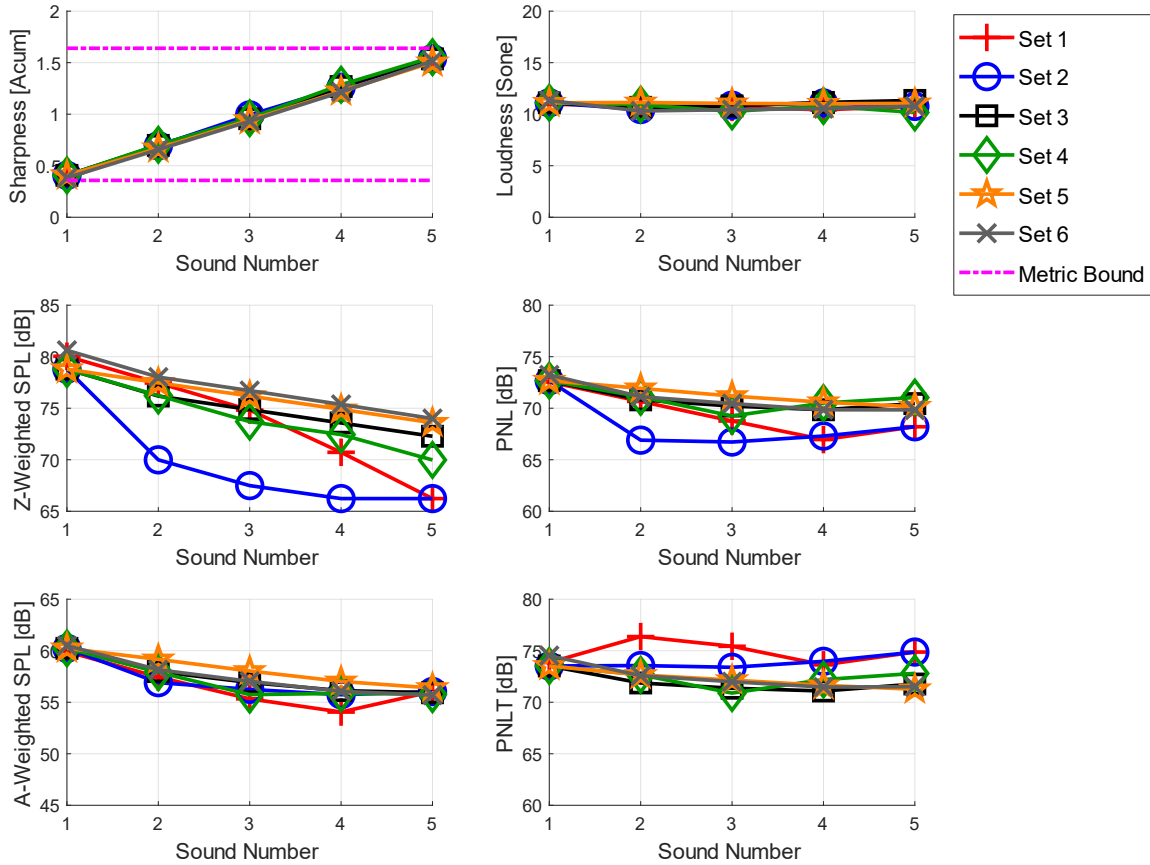 Sharpness [Acum]
2
1.5
1
0.5
0
1 2 3 4 5
Sound Number
Loudness [Sone]
20
15
10
5
0
1 2 3 4 5
Sound Number
Set 1
Set 2
Set 3
Set 4
Set 5
Set 6
Metric Bound
Z-Weighted SPL [dB]
85
80
75
70
65
1 2 3 4 5
Sound Number
PNL [dB]
80
75
70
65
60
1 2 3 4 5
Sound Number
A-Weighted SPL [dB]
65
60
55
50
45
1 2 3 4 5
Sound Number
PNLT [dB]
80
75
70
65
60
1 2 3 4 5
Sound Number